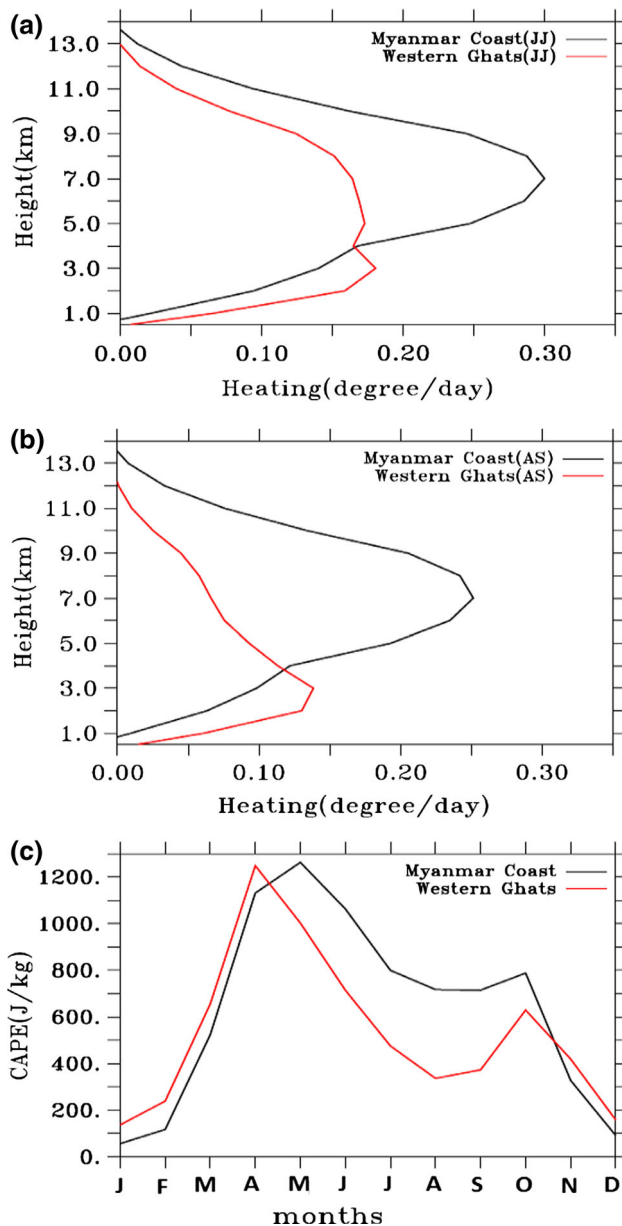 (a)
Myanmar Coast(JJ)
Western Ghats(JJ)
13.0
11.0
9.0
7.0
5.0
3.0
1.0
Height(km)
0.00 0.10 0.20 0.30
Heating(degree/day)
(b)
Myanmar Coast(AS)
Western Ghats(AS)
13.0
11.0
9.0
7.0
5.0
3.0
1.0
Height(km)
0.00 0.10 0.20 0.30
Heating(degree/day)
(c)
Myanmar Coast
Western Ghats
1200.
1000.
800.
600.
400.
200.
0.
CAPE(J/kg)
J F M A M J J A S O N D
months